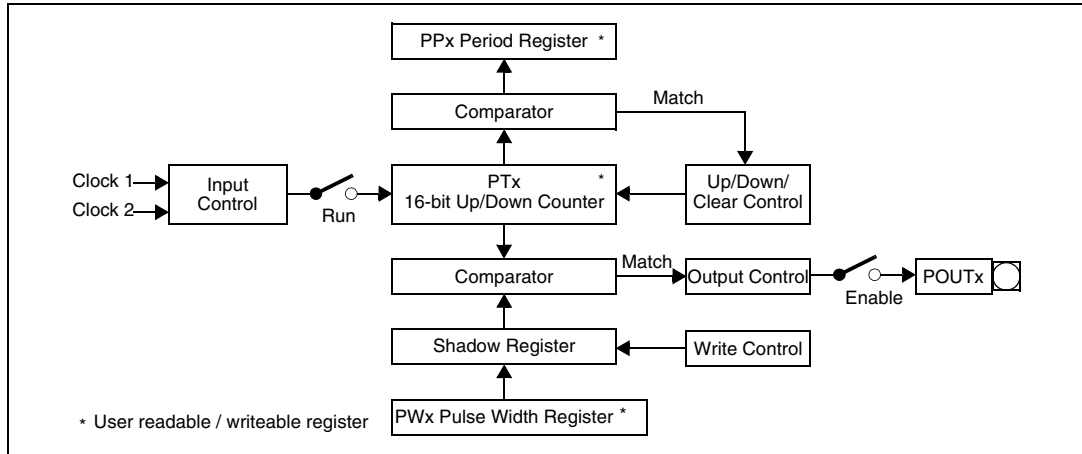 PPx Period Register *
Comparator
Match
Clock 1
Clock 2
Input
Control
Run
PTx *
16-bit Up/Down Counter
Up/Down/
Clear Control
Comparator
Match
Output Control
Enable
POUTx
Shadow Register
Write Control
* User readable / writeable register
PWx Pulse Width Register *